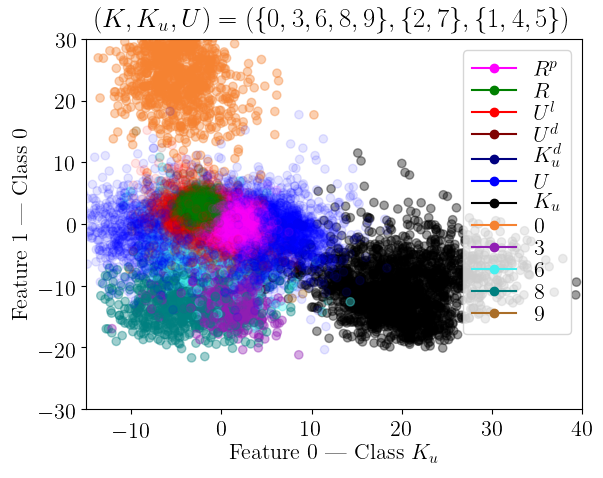 (K, K_u, U) = ({0, 3, 6, 8, 9}, {2, 7}, {1, 4, 5})
30
20
10
0
−10
−20
−30
Feature 1 — Class 0
R^p
R
U^l
U^d
K_u^d
U
K_u
0
3
6
8
9
−10
0
10
20
30
40
Feature 0 — Class K_u